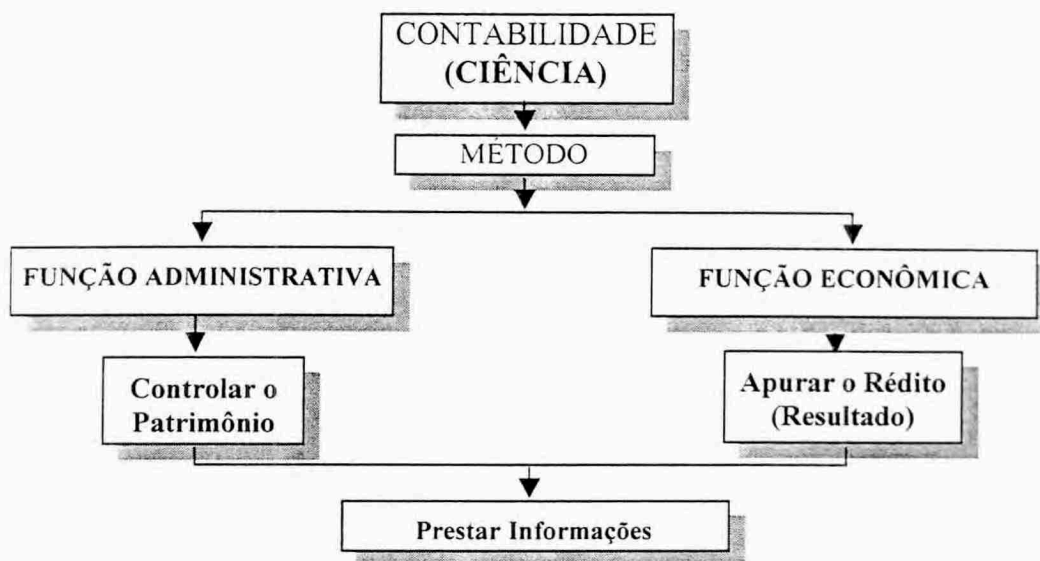 CONTABILIDADE
(CIÊNCIA)
MÉTODO
FUNÇÃO ADMINISTRATIVA
FUNÇÃO ECONÔMICA
Controlar o
Patrimônio
Apurar o Rédito
(Resultado)
Prestar Informações